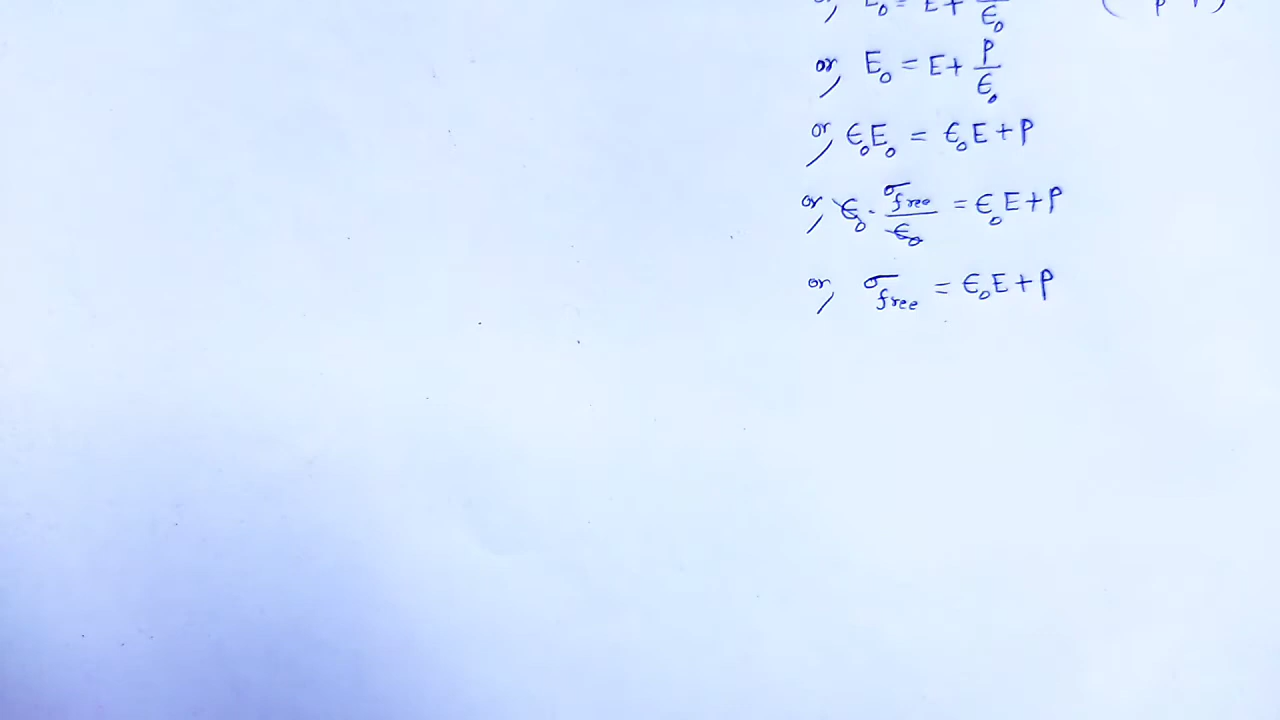 or, E₀ = E + P/ϵ₀
or, ϵ₀E₀ = ϵ₀E + P
or, ϵ₀ · σfree/ϵ₀ = ϵ₀E + P
or, σfree = ϵ₀E + P